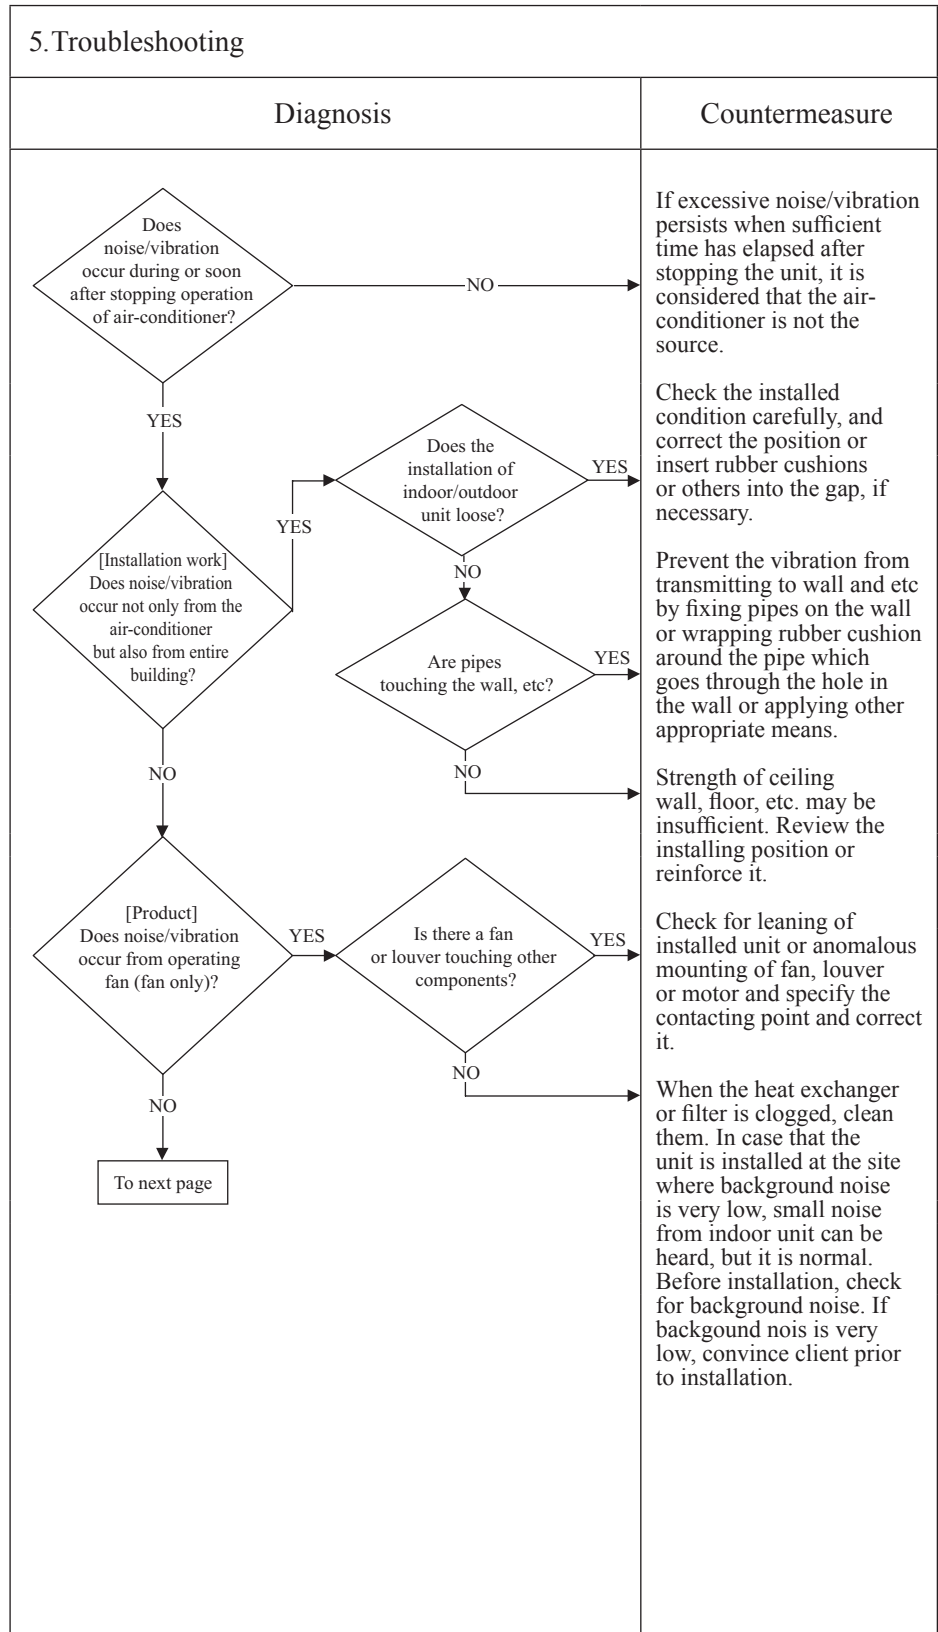 5.Troubleshooting
Diagnosis
Countermeasure
Does
noise/vibration
occur during or soon
after stopping operation
of air-conditioner?
NO
If excessive noise/vibration
persists when sufficient
time has elapsed after
stopping the unit, it is
considered that the air-
conditioner is not the
source.
YES
[Installation work]
Does noise/vibration
occur not only from the
air-conditioner
but also from entire
building?
YES
Does the
installation of
indoor/outdoor
unit loose?
YES
Check the installed
condition carefully, and
correct the position or
insert rubber cushions
or others into the gap, if
necessary.
NO
Are pipes
touching the wall, etc?
YES
Prevent the vibration from
transmitting to wall and etc
by fixing pipes on the wall
or wrapping rubber cushion
around the pipe which
goes through the hole in
the wall or applying other
appropriate means.
NO
Strength of ceiling
wall, floor, etc. may be
insufficient. Review the
installing position or
reinforce it.
NO
[Product]
Does noise/vibration
occur from operating
fan (fan only)?
YES
Is there a fan
or louver touching other
components?
YES
Check for leaning of
installed unit or anomalous
mounting of fan, louver
or motor and specify the
contacting point and correct
it.
NO
When the heat exchanger
or filter is clogged, clean
them. In case that the
unit is installed at the site
where background noise
is very low, small noise
from indoor unit can be
heard, but it is normal.
Before installation, check
for background noise. If
backgound nois is very
low, convince client prior
to installation.
NO
To next page